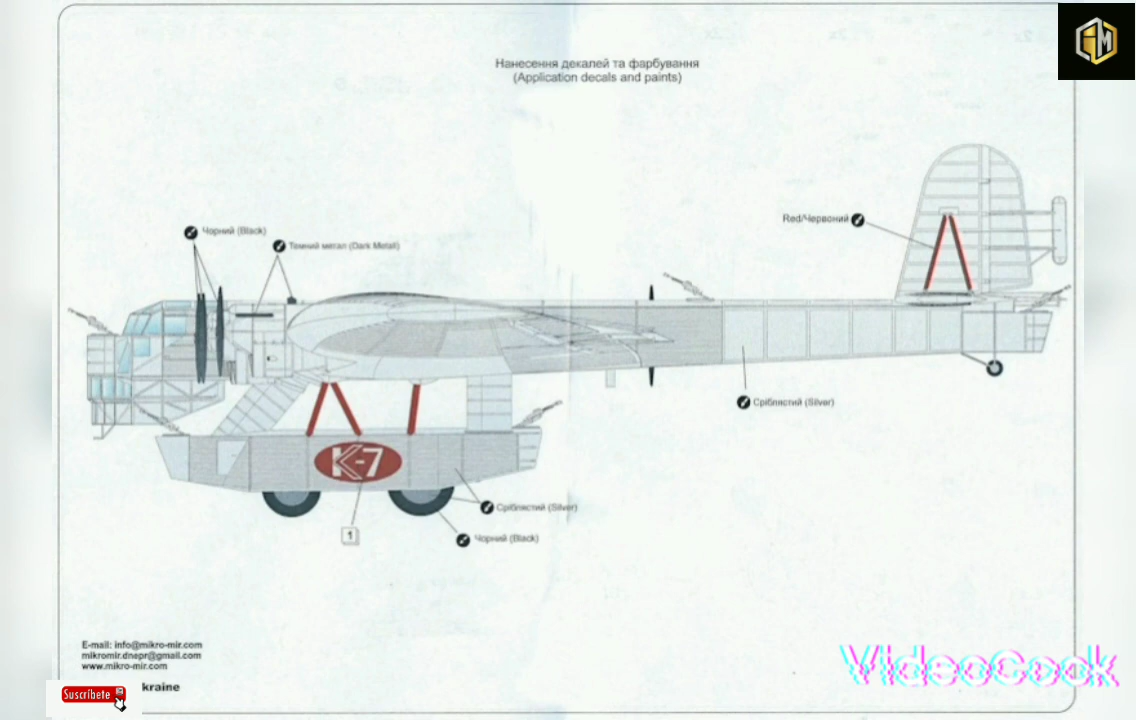 Нанесення декалей та фарбування
(Application decals and paints)
Red/Червоний
Чорний (Black)
Темний метал (Dark Metall)
Сріблястий (Silver)
К-7
Сріблястий (Silver)
1
Чорний (Black)
E-mail: info@mikro-mir.com
mikromir.dnepr@gmail.com
www.mikro-mir.com
kraine
Suscríbete
VideoCook